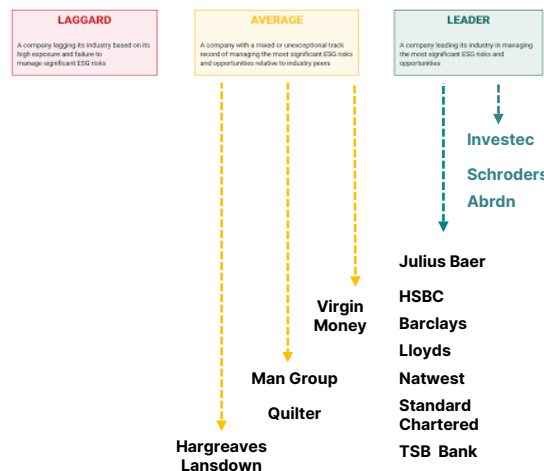 LAGGARD
A company lagging its industry based on its
high exposure and failure to
manage significant ESG risks
AVERAGE
A company with a mixed or unexceptional track
record of managing the most significant ESG risks
and opportunities relative to industry peers
LEADER
A company leading its industry in managing
the most significant ESG risks and
opportunities
Investec
Schroders
Abrdn
Julius Baer
HSBC
Barclays
Lloyds
Natwest
Standard
Chartered
TSB Bank
Virgin
Money
Man Group
Quilter
Hargreaves
Lansdown